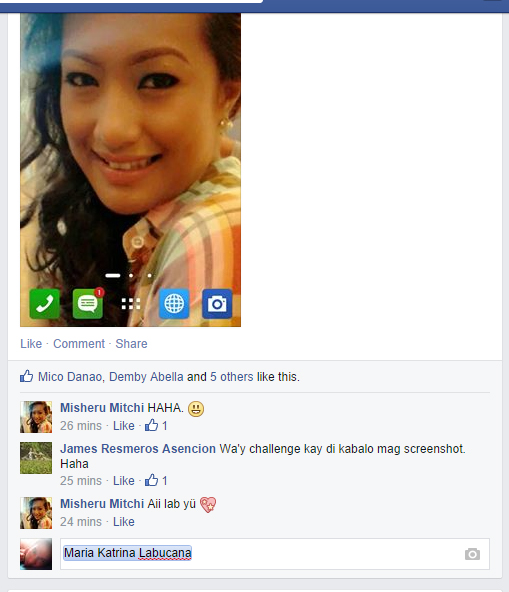 1
Like · Comment · Share
Mico Danao, Demby Abella and 5 others like this.
Misheru Mitchi HAHA.
26 mins · Like · 1
James Resmeros Asencion Wa'y challenge kay di kabalo mag screenshot.
Haha
25 mins · Like · 1
Misheru Mitchi Aii lab yü
24 mins · Like
Maria Katrina Labucana